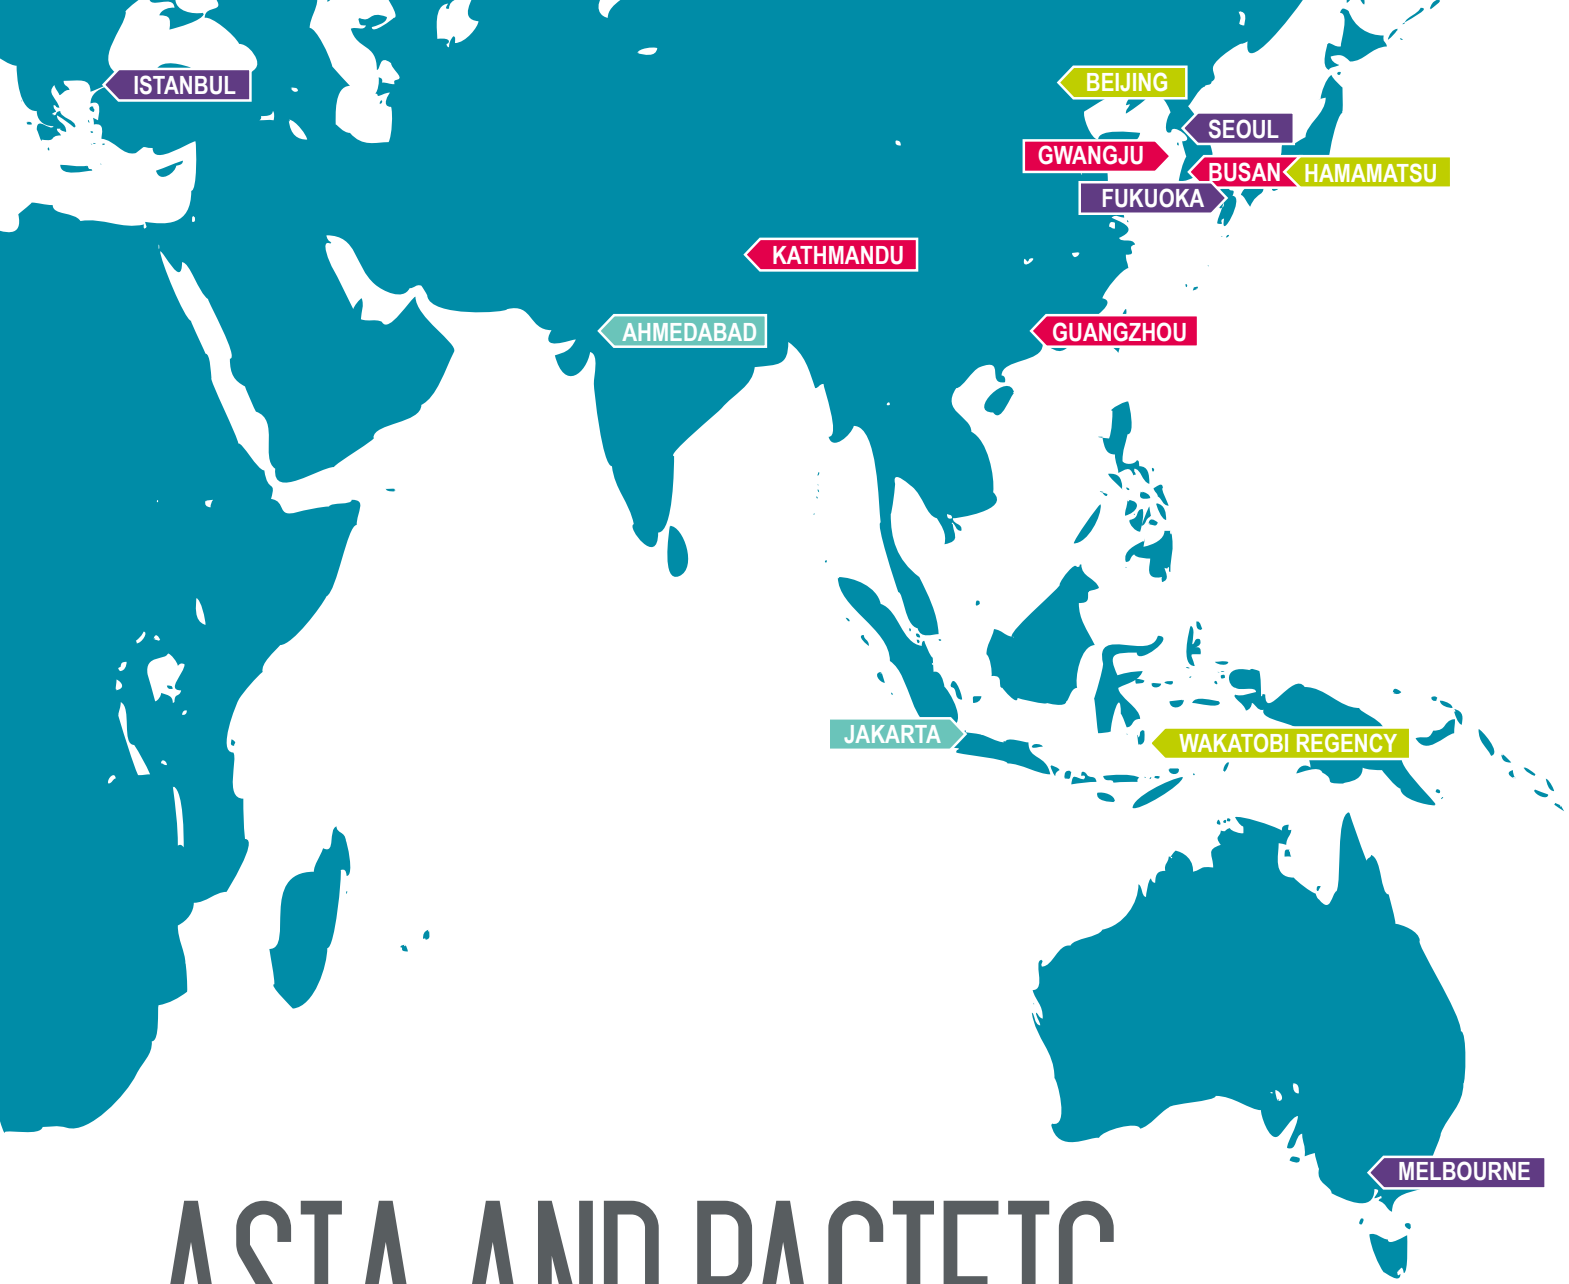 ISTANBUL
BEIJING
SEOUL
GWANGJU
BUSAN
HAMAMATSU
FUKUOKA
KATHMANDU
AHMEDABAD
GUANGZHOU
JAKARTA
WAKATOBI REGENCY
MELBOURNE
ASIA AND PACIFIC